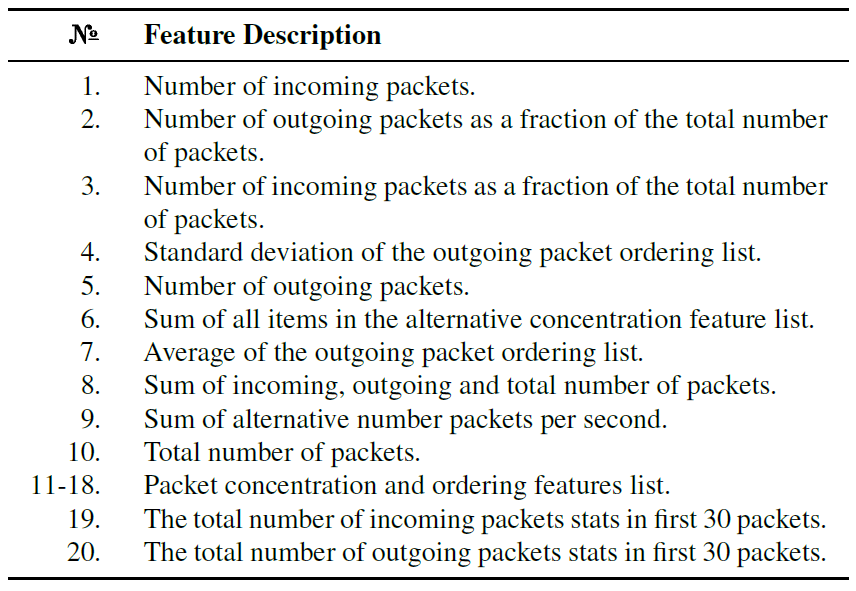 № Feature Description
1. Number of incoming packets.
2. Number of outgoing packets as a fraction of the total number
of packets.
3. Number of incoming packets as a fraction of the total number
of packets.
4. Standard deviation of the outgoing packet ordering list.
5. Number of outgoing packets.
6. Sum of all items in the alternative concentration feature list.
7. Average of the outgoing packet ordering list.
8. Sum of incoming, outgoing and total number of packets.
9. Sum of alternative number packets per second.
10. Total number of packets.
11-18. Packet concentration and ordering features list.
19. The total number of incoming packets stats in first 30 packets.
20. The total number of outgoing packets stats in first 30 packets.